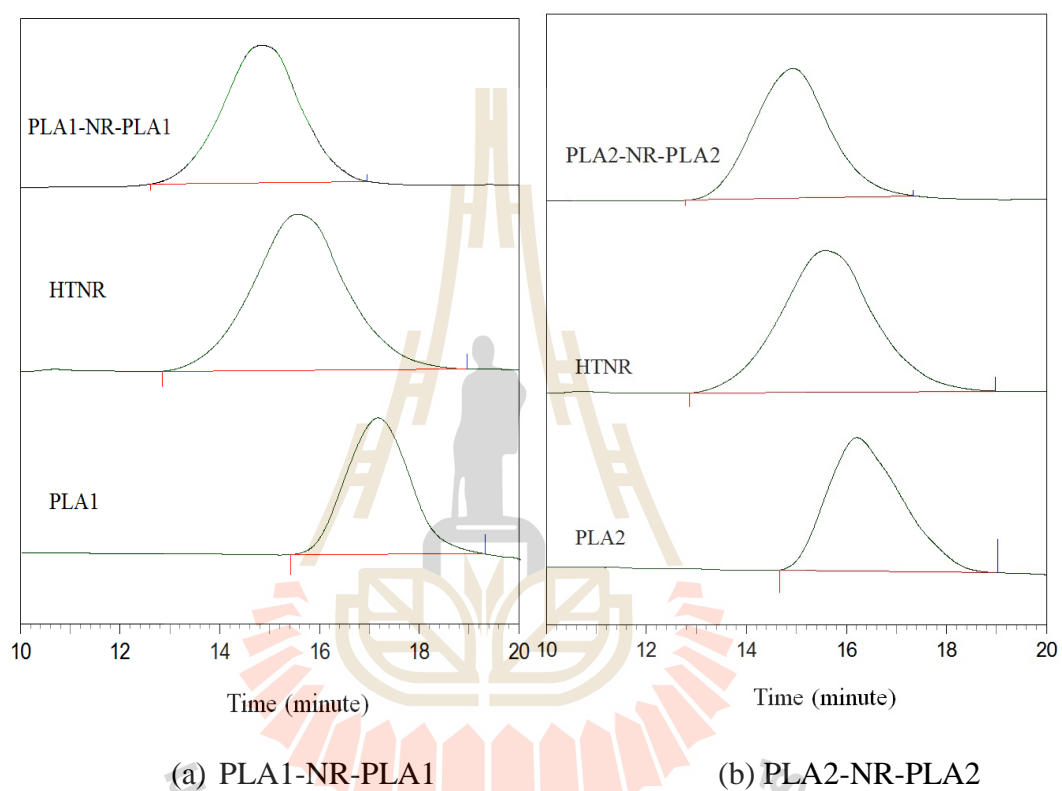 PLA1-NR-PLA1
HTNR
PLA1
10 12 14 16 18 20
Time (minute)
(a) PLA1-NR-PLA1
PLA2-NR-PLA2
HTNR
PLA2
10 12 14 16 18 20
Time (minute)
(b) PLA2-NR-PLA2